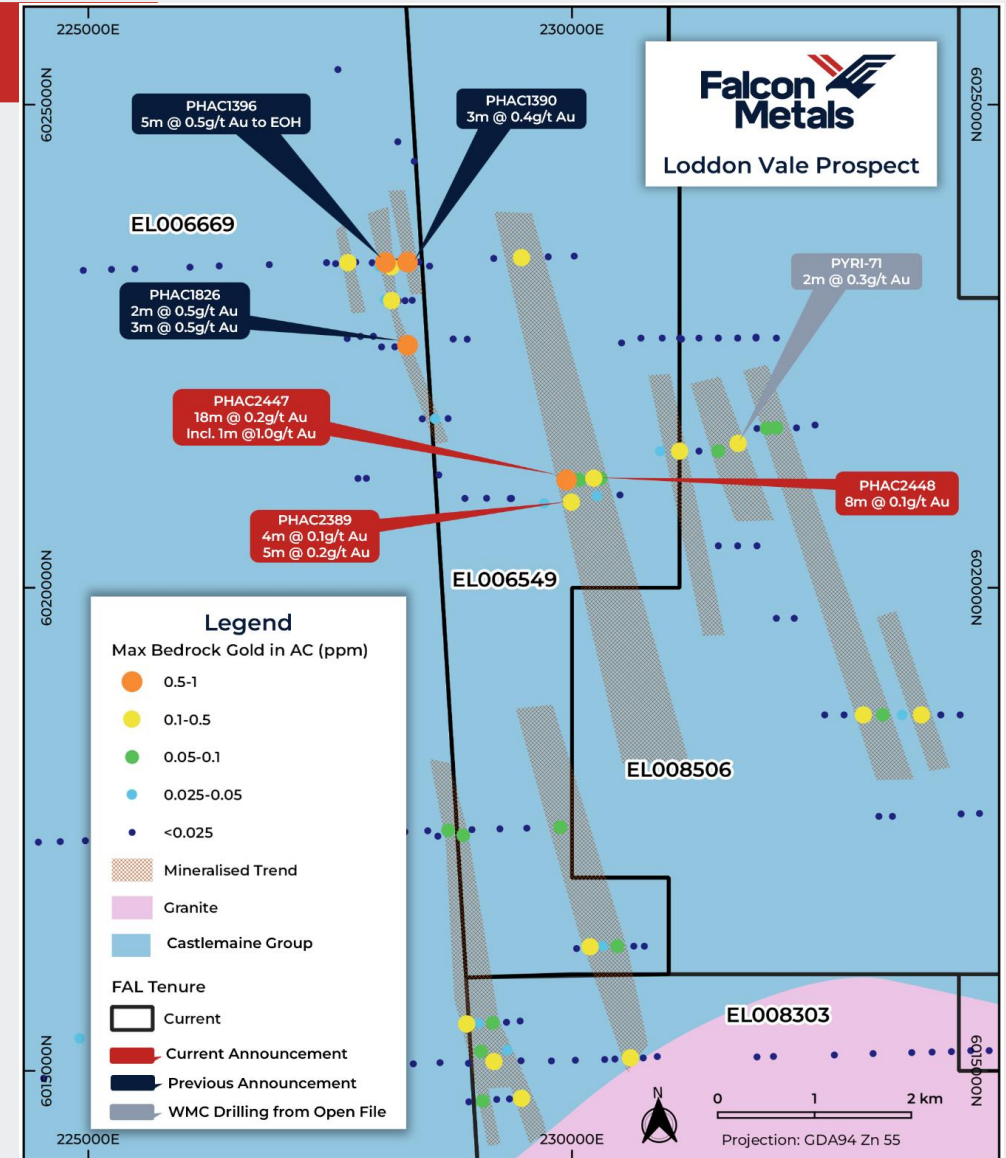 225000E
230000E
6025000N
6025000N
Falcon
Metals
Loddon Vale Prospect
PHAC1396
5m @ 0.5g/t Au to EOH
PHAC1390
3m @ 0.4g/t Au
EL006669
PYRI-71
2m @ 0.3g/t Au
PHAC1826
2m @ 0.5g/t Au
3m @ 0.5g/t Au
PHAC2447
18m @ 0.2g/t Au
Incl. 1m @1.0g/t Au
PHAC2448
8m @ 0.1g/t Au
PHAC2389
4m @ 0.1g/t Au
5m @ 0.2g/t Au
6020000N
6020000N
EL006549
EL008506
Legend
Max Bedrock Gold in AC (ppm)
0.5-1
0.1-0.5
0.05-0.1
0.025-0.05
<0.025
Mineralised Trend
Granite
Castlemaine Group
FAL Tenure
Current
Current Announcement
Previous Announcement
WMC Drilling from Open File
EL008303
6015000N
6015000N
N
0 1 2 km
Projection: GDA94 Zn 55
225000E
230000E